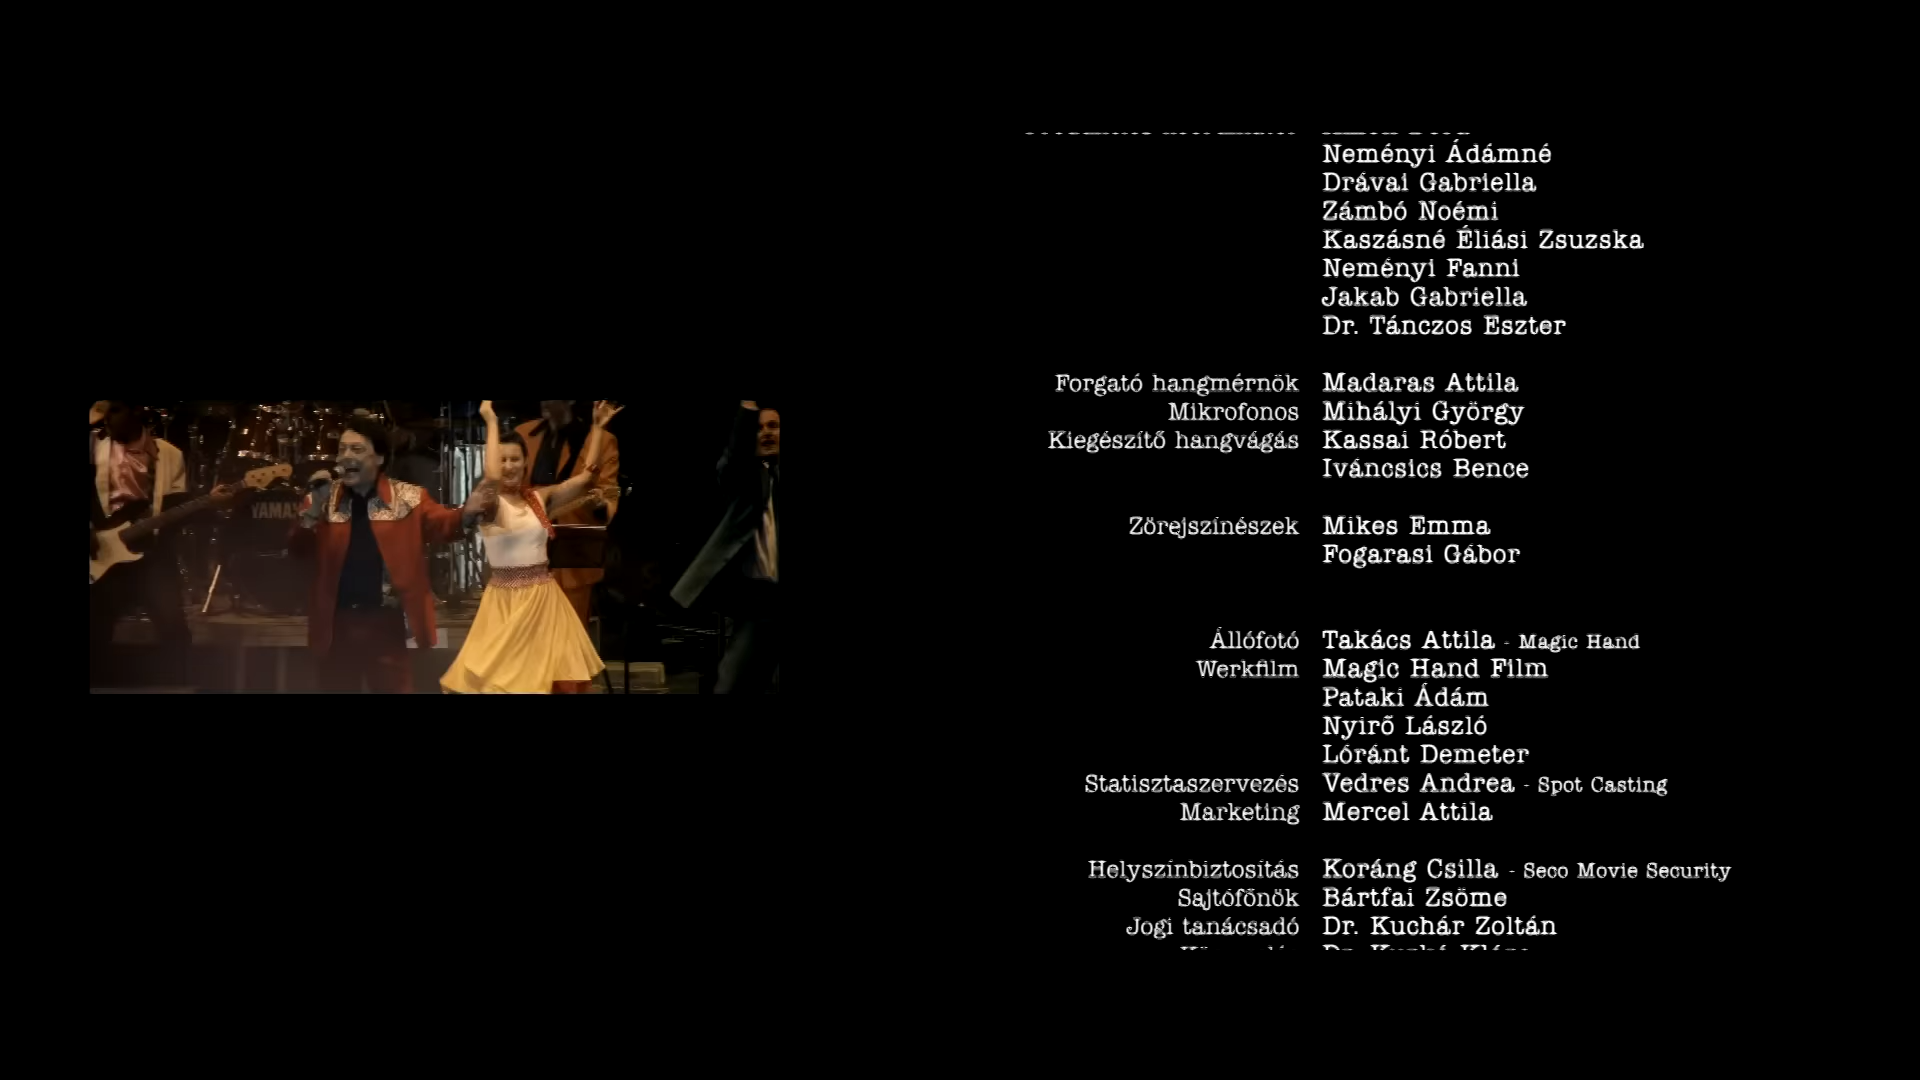 YAMAH
Neményi Ádámné
Drávai Gabriella
Zámbó Noémi
Kaszásné Éliási Zsuzska
Neményi Fanni
Jakab Gabriella
Dr. Tánczos Eszter
Forgató hangmérnök Madaras Attila
Mikrofonos Mihályi György
Kiegészítő hangvágás Kassai Róbert
Iváncsics Bence
Zörejszínészek Mikes Emma
Fogarasi Gábor
Állófotó Takács Attila - Magic Hand
Werkfilm Magic Hand Film
Pataki Ádám
Nyirő László
Lóránt Demeter
Statisztaszervezés Vedres Andrea - Spot Casting
Marketing Mercel Attila
Helyszínbiztosítás Koráng Csilla - Seco Movie Security
Sajtófőnök Bártfai Zsöme
Jogi tanácsadó Dr. Kuchár Zoltán